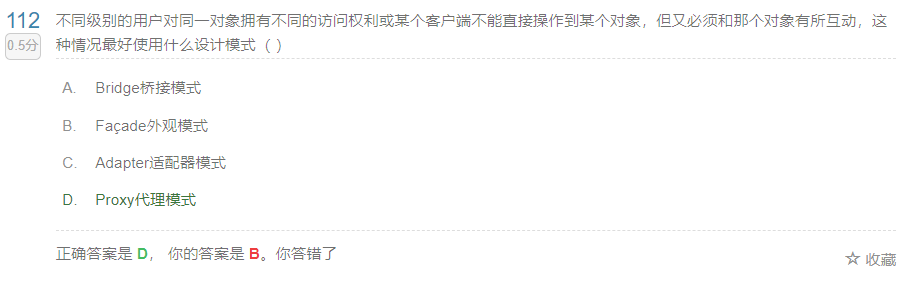 112 不同级别的用户对同一对象拥有不同的访问权利或某个客户端不能直接操作到某个对象，但又必须和那个对象有所互动，这
0.5分 种情况最好使用什么设计模式（ ）
A. Bridge桥接模式
B. Façade外观模式
C. Adapter适配器模式
D. Proxy代理模式
正确答案是 D， 你的答案是 B。你答错了
☆ 收藏